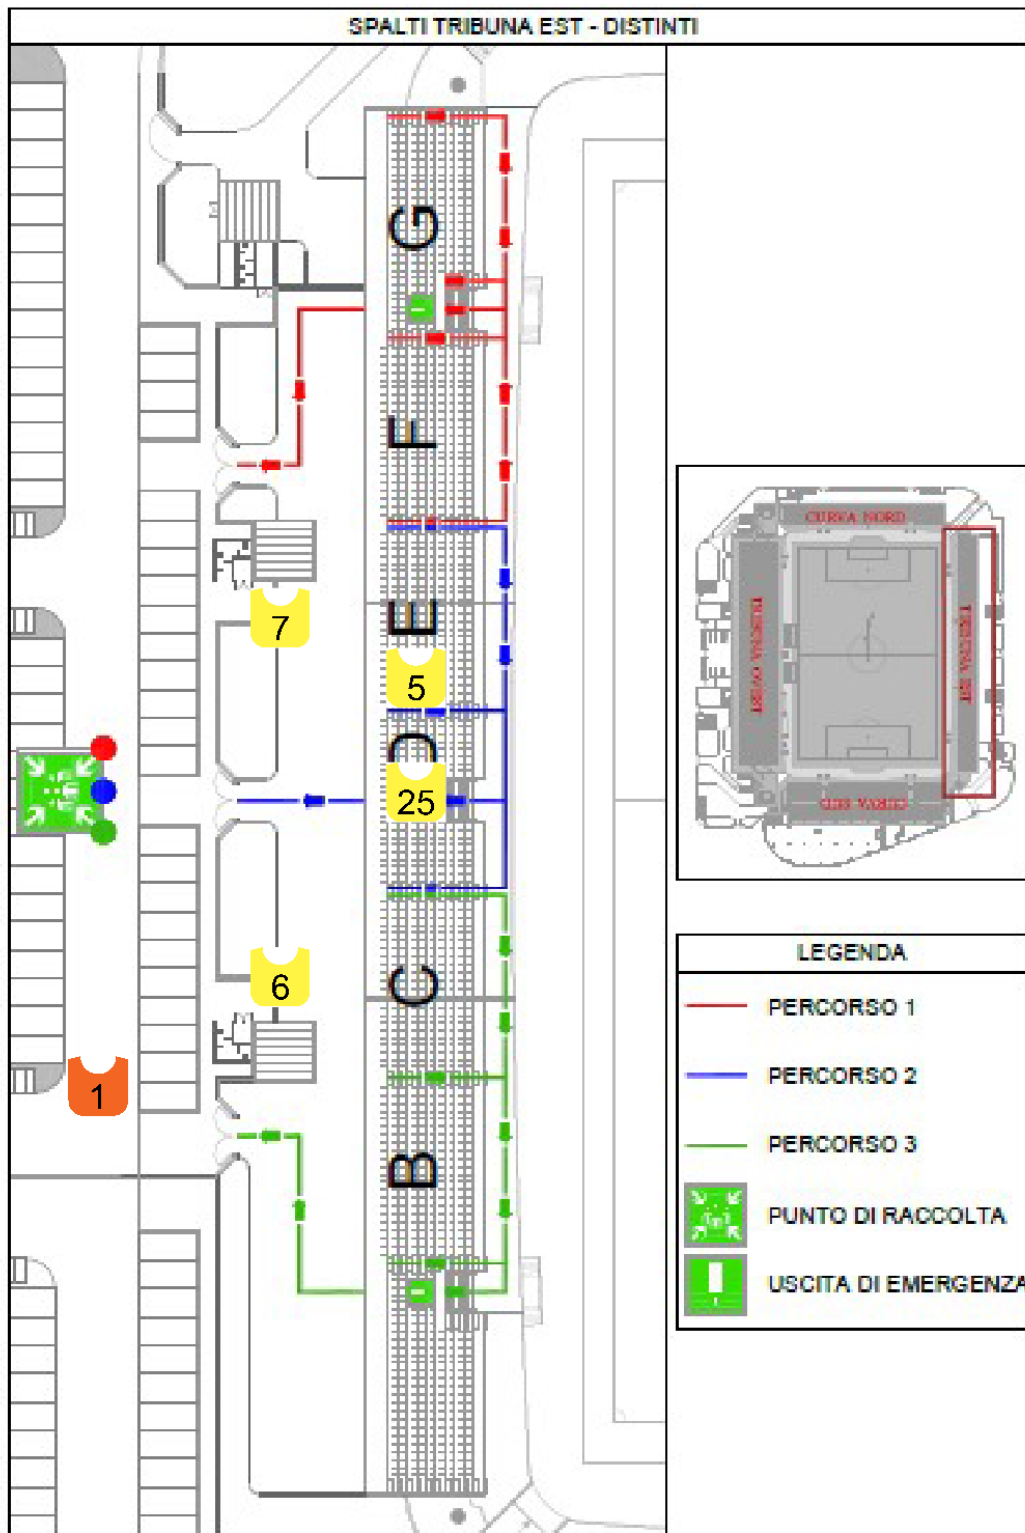 SPALTI TRIBUNA EST - DISTINTI
G
F
7
E
5
D
25
6
C
1
B
CURVA NORD
TRIBUNA OVEST
TRIBUNA EST
CURVA SUD
LEGENDA
PERCORSO 1
PERCORSO 2
PERCORSO 3
PUNTO DI RACCOLTA
USCITA DI EMERGENZA